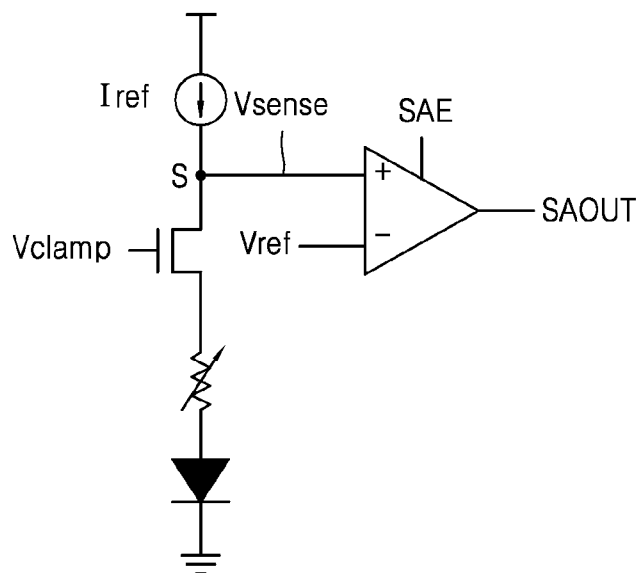 Iref
Vsense
SAE
S
+
SAOUT
Vclamp
Vref
−